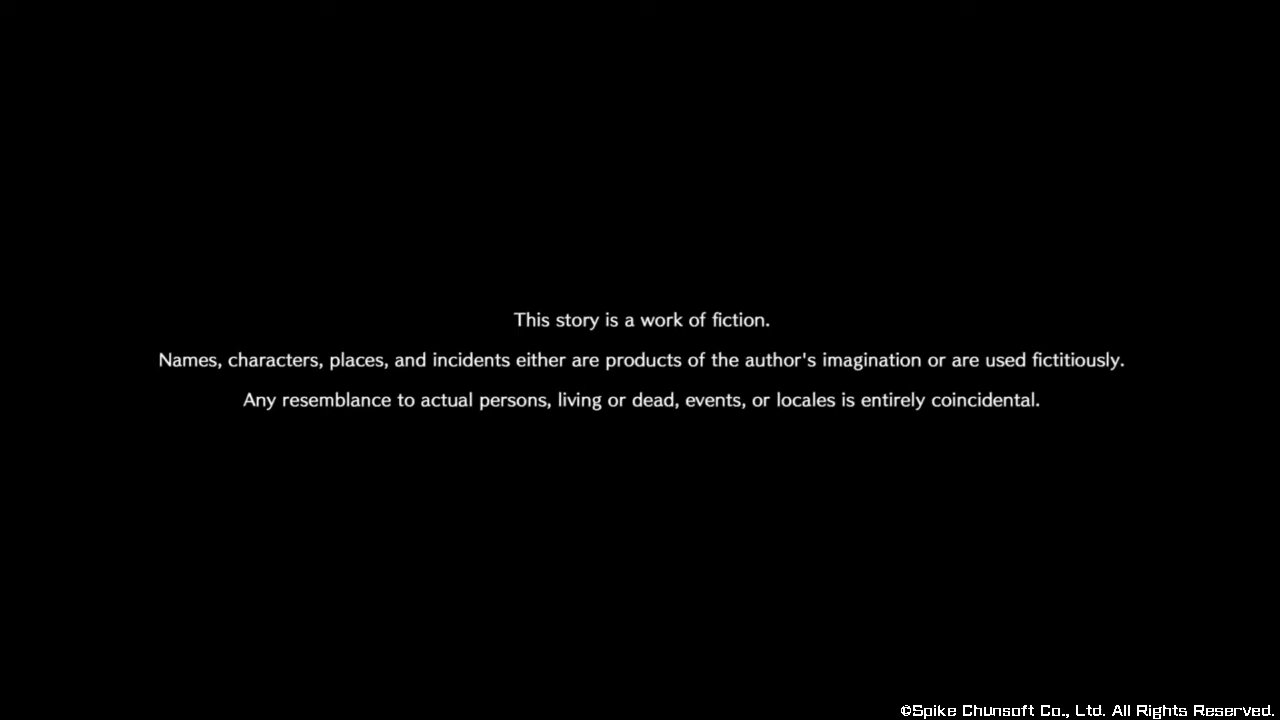 This story is a work of fiction.
Names, characters, places, and incidents either are products of the author's imagination or are used fictitiously.
Any resemblance to actual persons, living or dead, events, or locales is entirely coincidental.
©Spike Chunsoft Co., Ltd. All Rights Reserved.